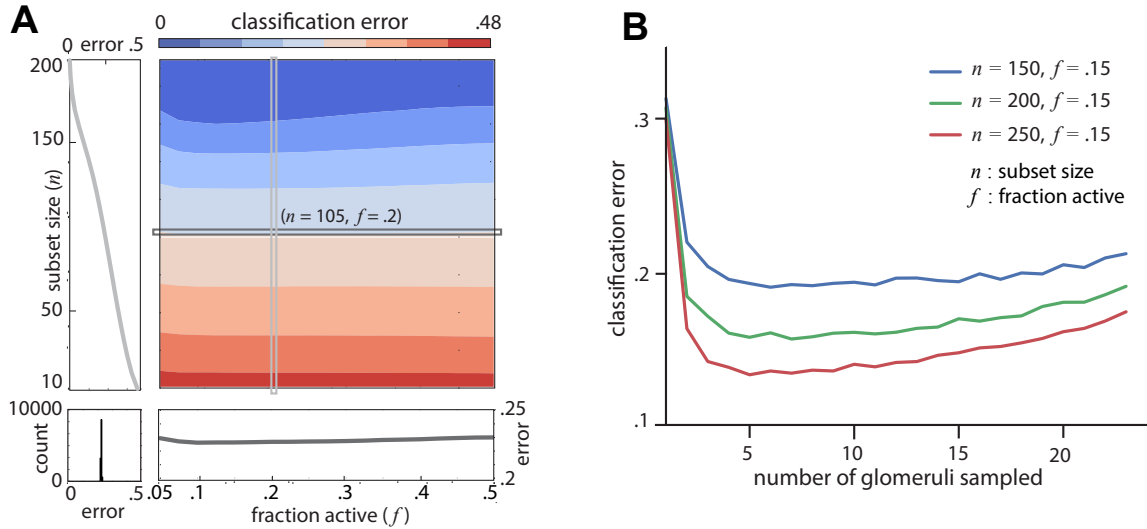 A
0
classification error
.48
0 error .5
200
150
50
10
subset size (n)
(n = 105, f = .2)
10000
0
count
0
.5
error
.25
.2
error
.05
.1
.2
.3
.4
.5
fraction active (f)
B
n = 150, f = .15
n = 200, f = .15
n = 250, f = .15
n : subset size
f : fraction active
.3
.2
.1
classification error
5
10
15
20
number of glomeruli sampled